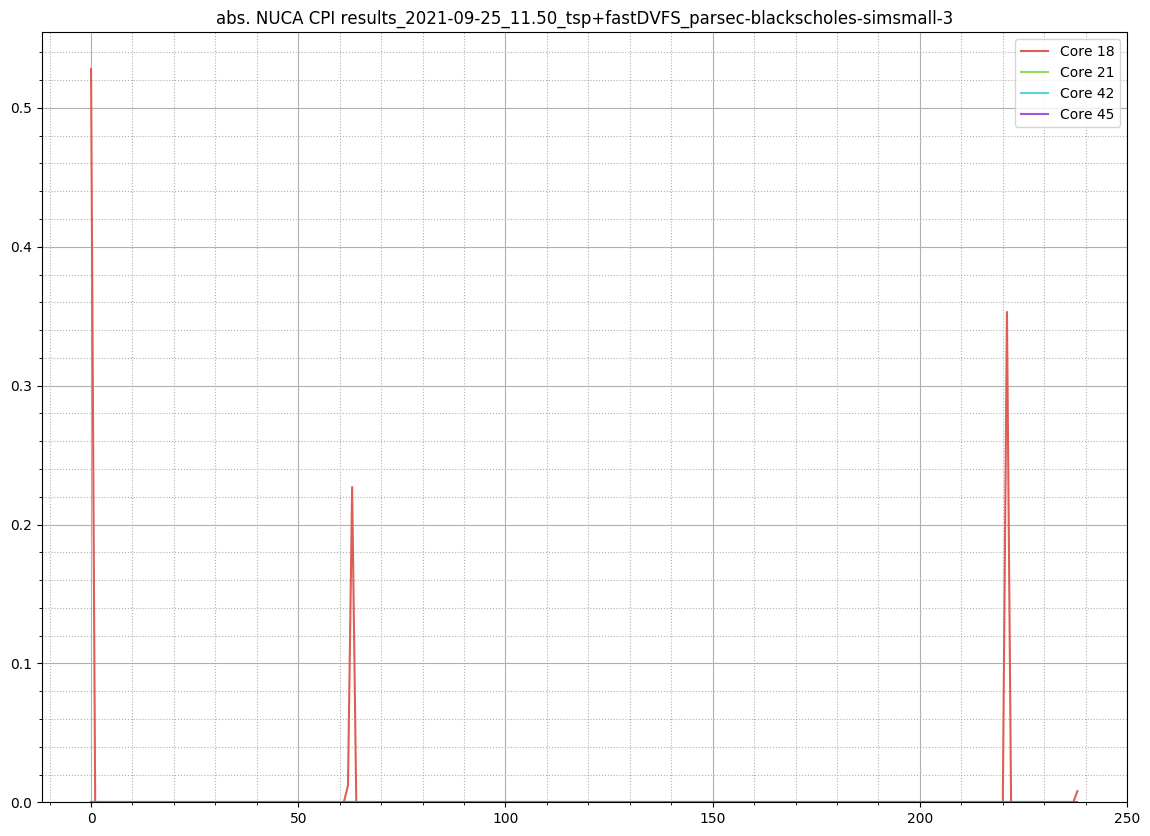 abs. NUCA CPI results_2021-09-25_11.50_tsp+fastDVFS_parsec-blackscholes-simsmall-3
Core 18
Core 21
Core 42
Core 45
0.5
0.4
0.3
0.2
0.1
0.0
0 50 100 150 200 250